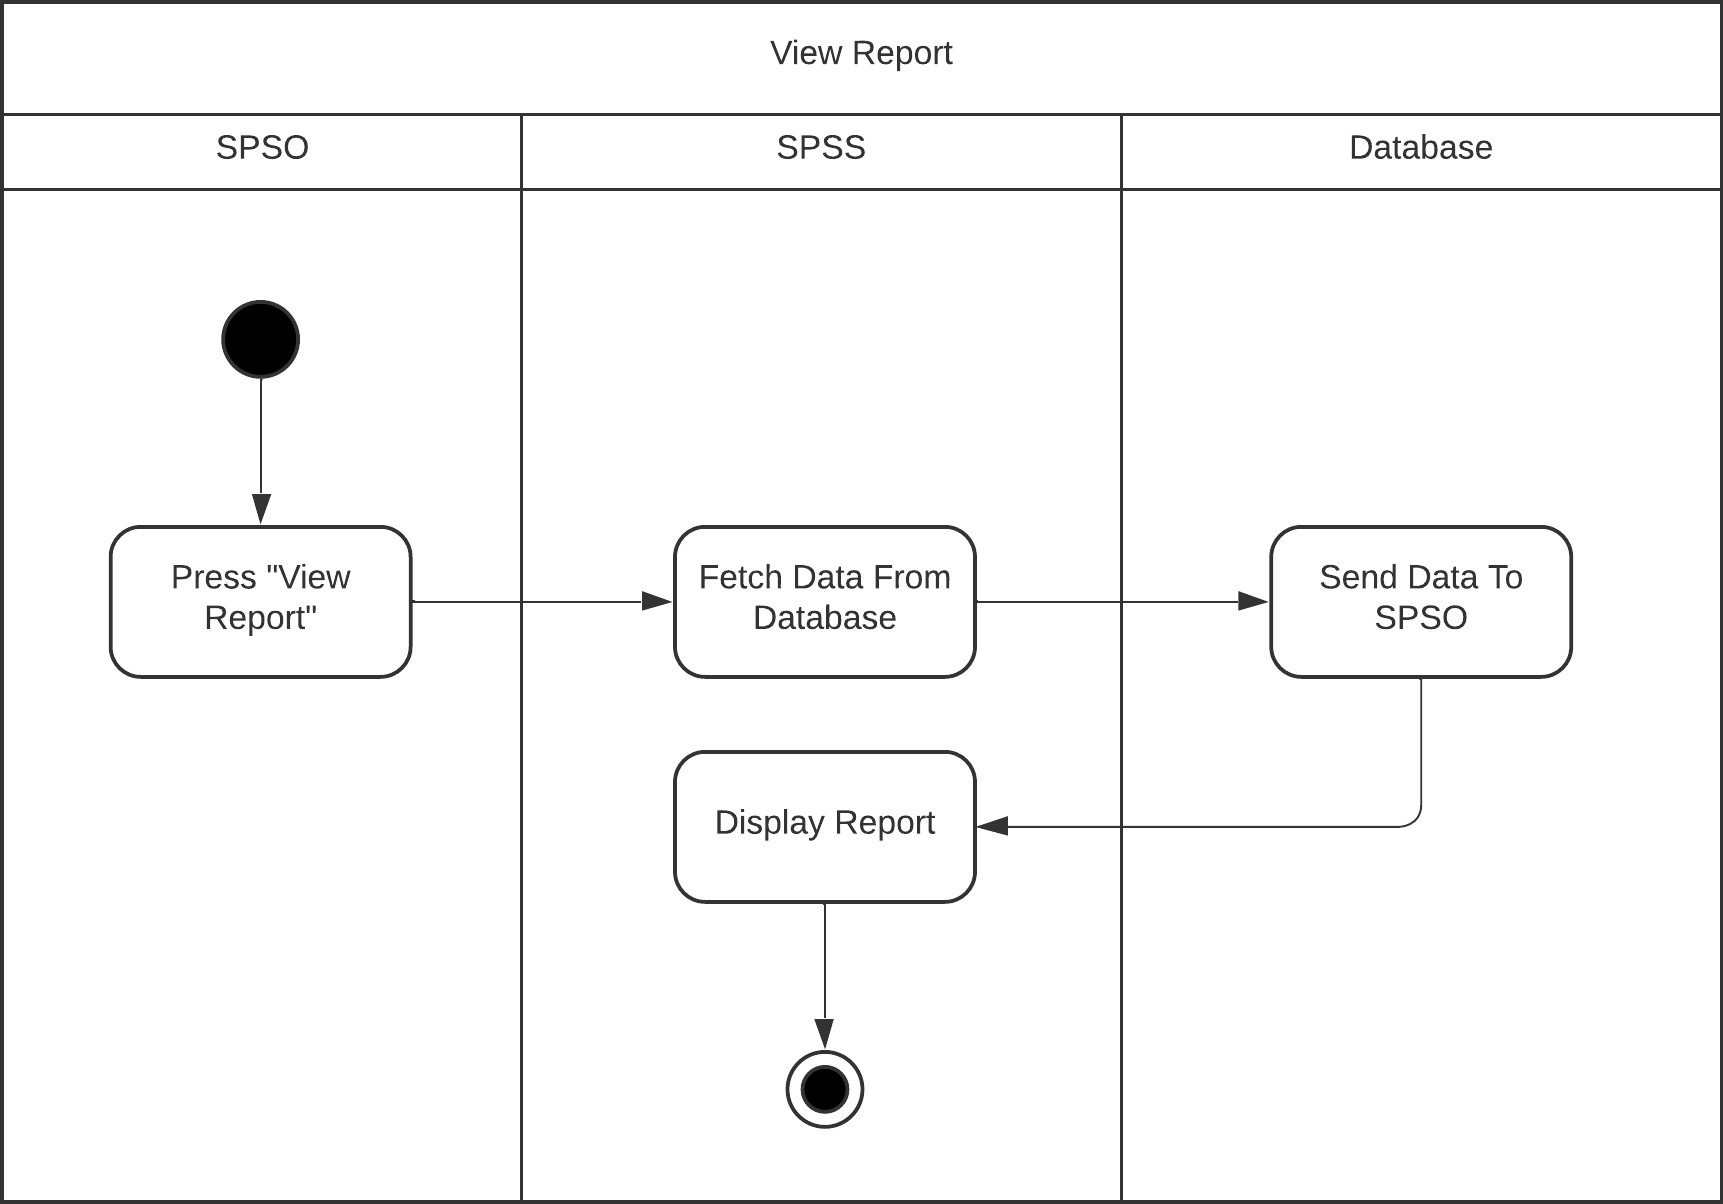 View Report
SPSO
SPSS
Database
Press "View
Report"
Fetch Data From
Database
Send Data To
SPSO
Display Report